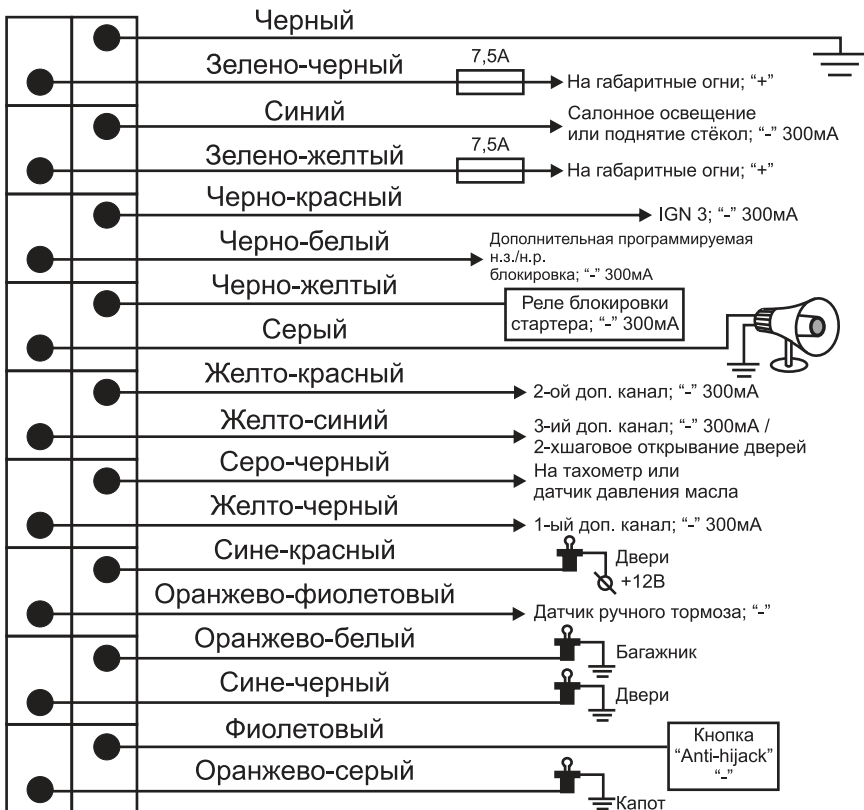 Черный
Зелено-черный
7,5А
На габаритные огни; “+”
Синий
Салонное освещение
или поднятие стёкол; “-” 300мА
Зелено-желтый
7,5А
На габаритные огни; “+”
Черно-красный
IGN 3; “-” 300мА
Черно-белый
Дополнительная программируемая
н.з./н.р.
блокировка; “-” 300мА
Черно-желтый
Реле блокировки
стартера; “-” 300мА
Серый
Желто-красный
2-ой доп. канал; “-” 300мА
Желто-синий
3-ий доп. канал; “-” 300мА /
2-хшаговое открывание дверей
Серо-черный
На тахометр или
датчик давления масла
Желто-черный
1-ый доп. канал; “-” 300мА
Сине-красный
Двери
+12В
Оранжево-фиолетовый
Датчик ручного тормоза; “-”
Оранжево-белый
Багажник
Сине-черный
Двери
Фиолетовый
Кнопка
“Anti-hijack”
“-”
Оранжево-серый
Капот